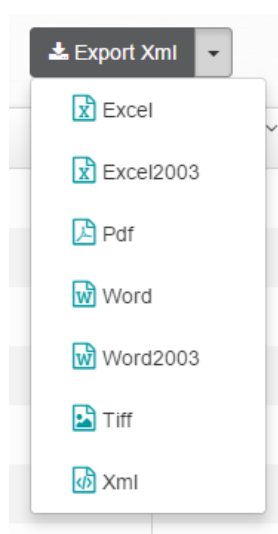 Export Xml
Excel
Excel2003
Pdf
Word
Word2003
Tiff
Xml